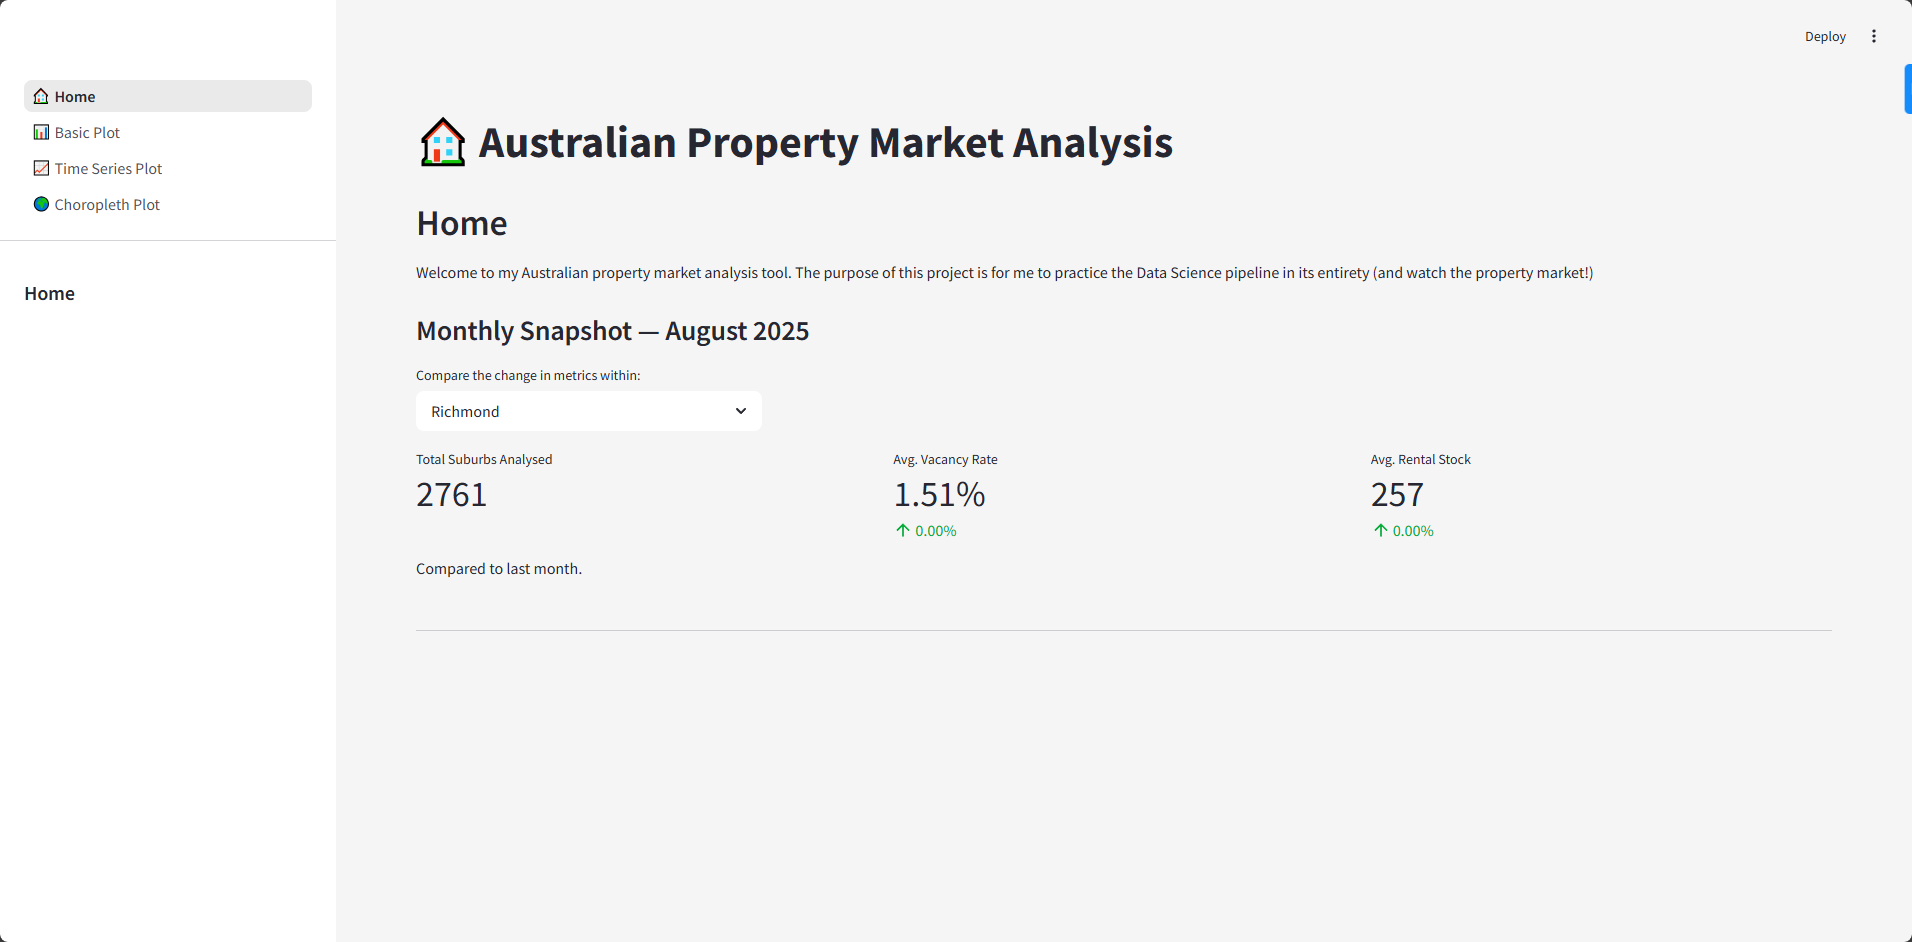 Deploy
Home
Basic Plot
Time Series Plot
Choropleth Plot
Home
Australian Property Market Analysis
Home
Welcome to my Australian property market analysis tool. The purpose of this project is for me to practice the Data Science pipeline in its entirety (and watch the property market!)
Monthly Snapshot — August 2025
Compare the change in metrics within:
Richmond
Total Suburbs Analysed
2761
Avg. Vacancy Rate
1.51%
↑ 0.00%
Avg. Rental Stock
257
↑ 0.00%
Compared to last month.